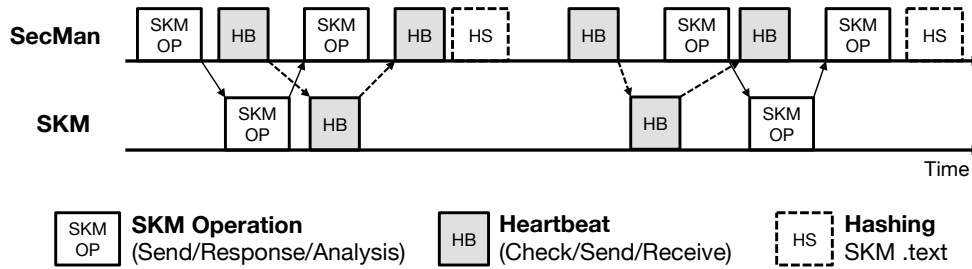 SecMan
SKM
OP
HB
SKM
OP
HB
HS
HB
SKM
OP
HB
SKM
OP
HS
SKM
SKM
OP
HB
HB
SKM
OP
Time
SKM
OP
SKM Operation
(Send/Response/Analysis)
HB
Heartbeat
(Check/Send/Receive)
HS
Hashing
SKM .text